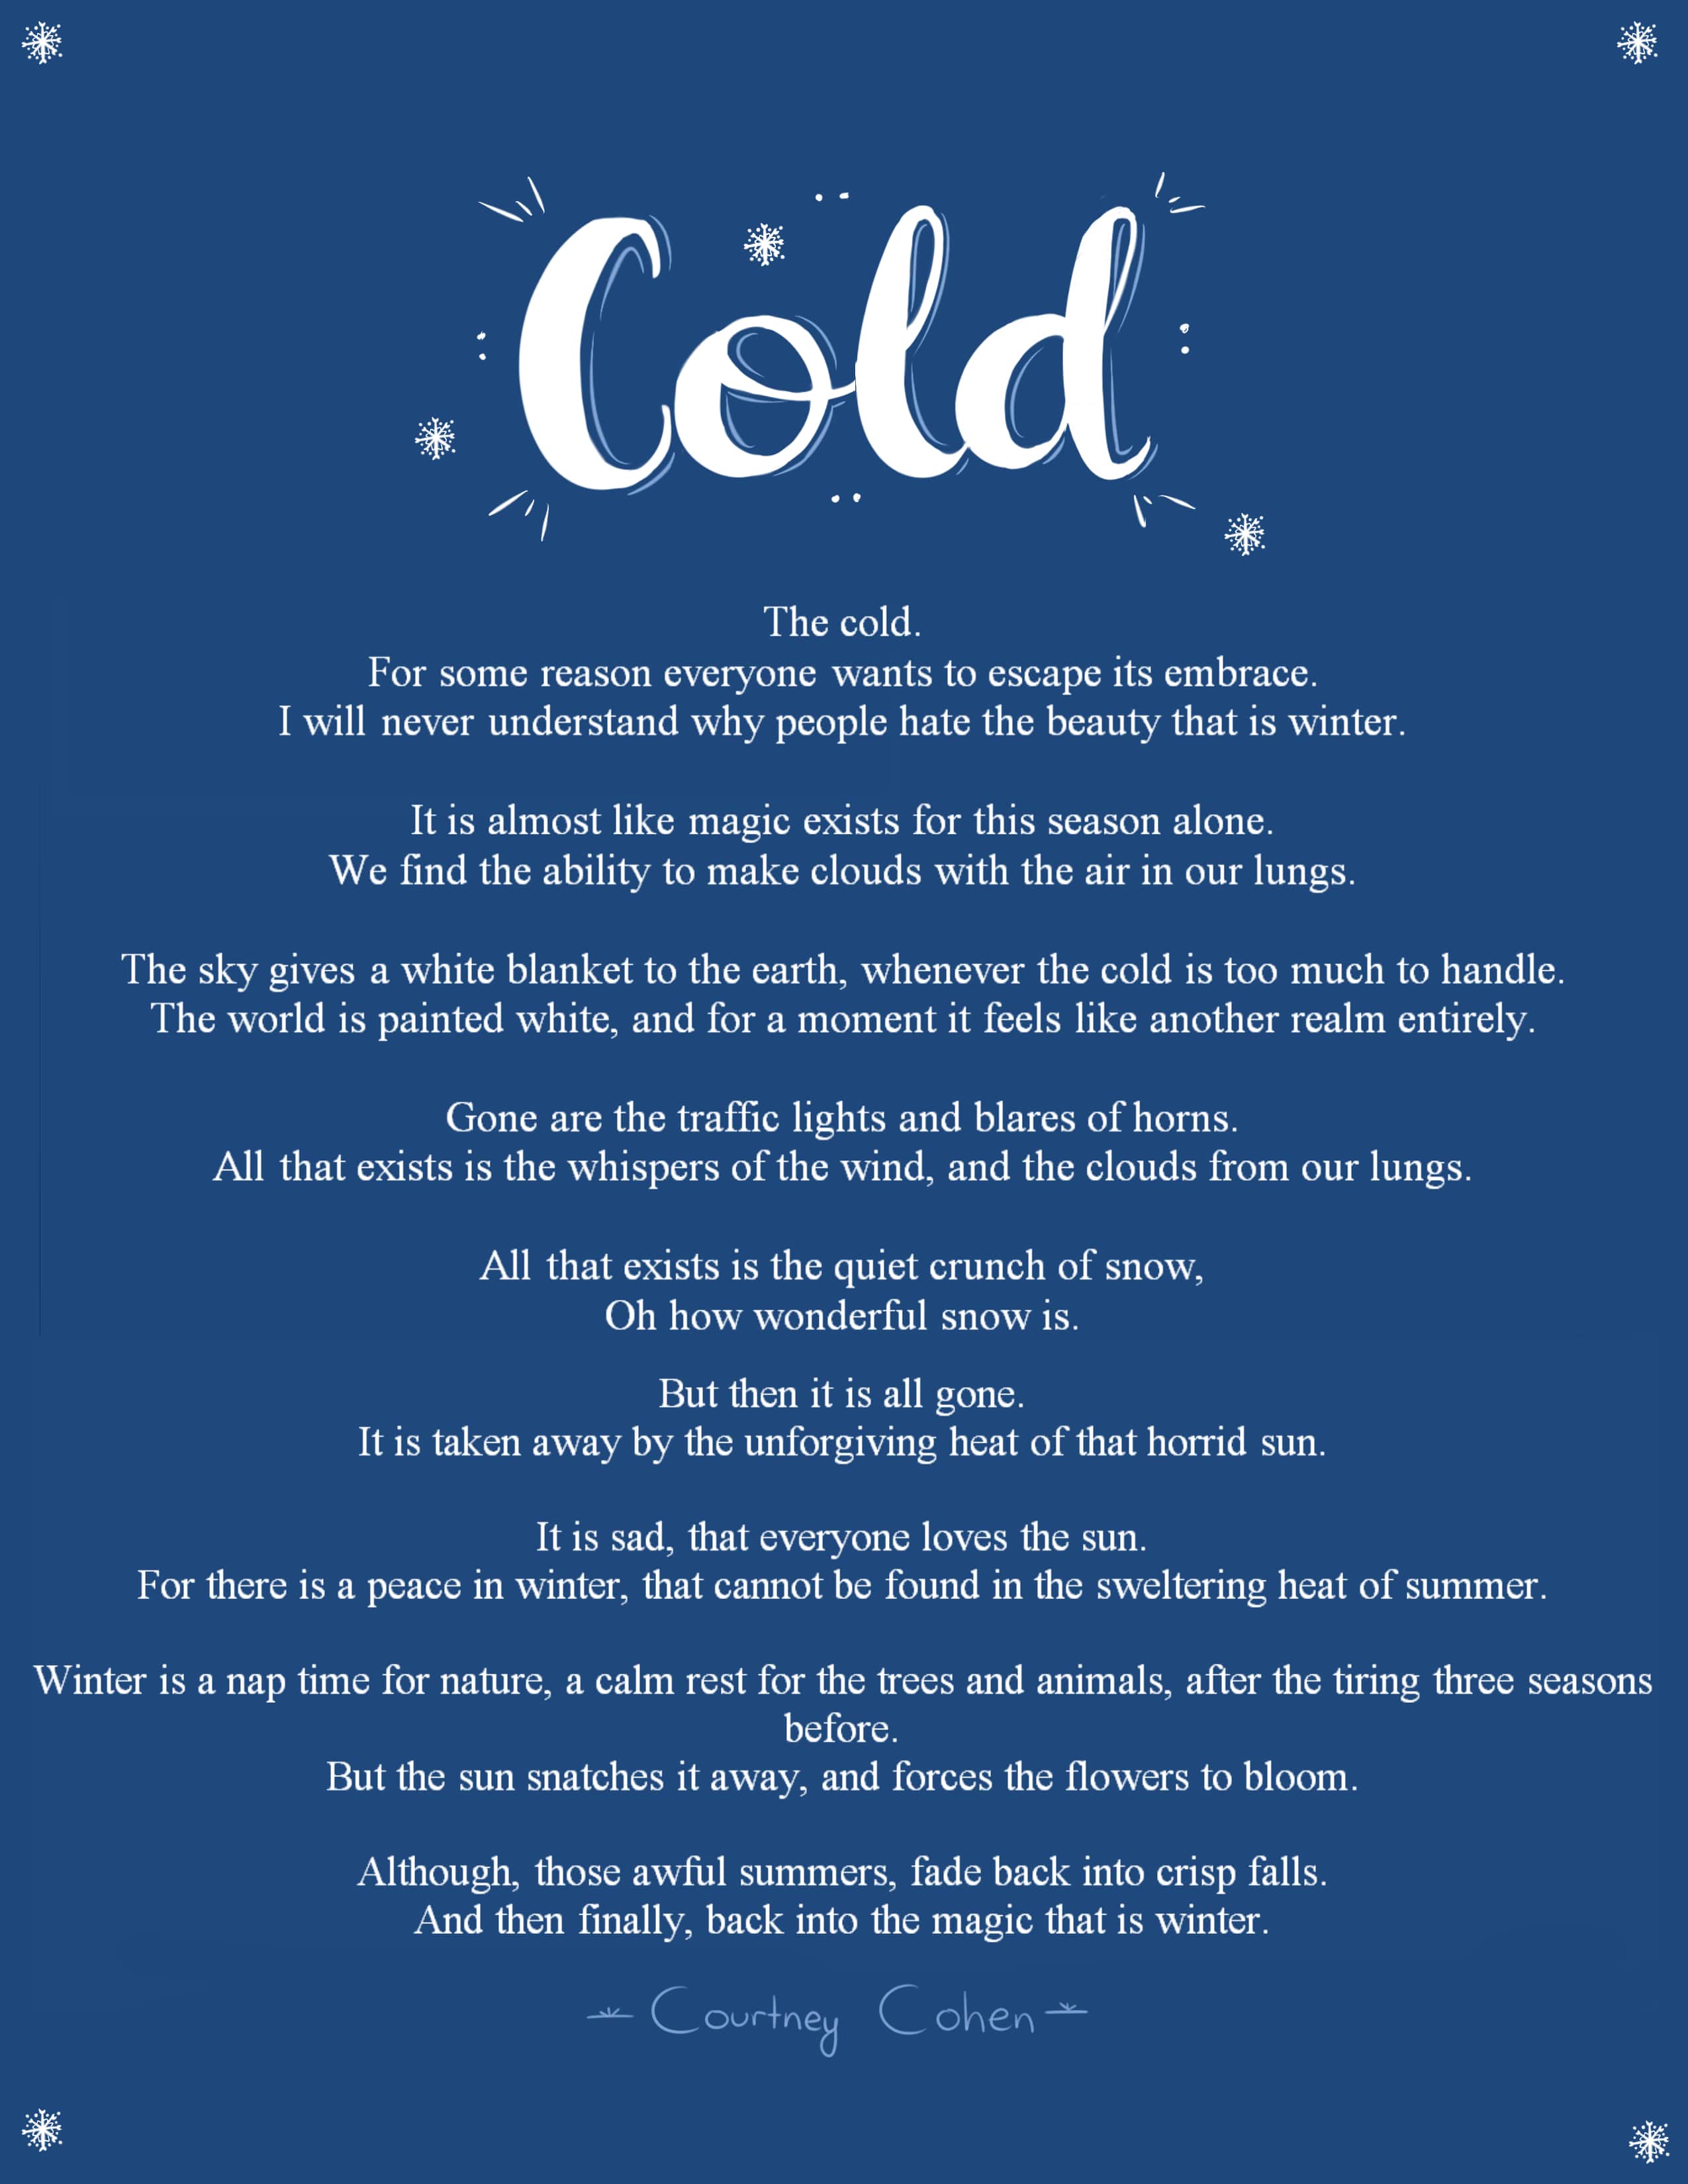 Cold
The cold.
For some reason everyone wants to escape its embrace.
I will never understand why people hate the beauty that is winter.
It is almost like magic exists for this season alone.
We find the ability to make clouds with the air in our lungs.
The sky gives a white blanket to the earth, whenever the cold is too much to handle.
The world is painted white, and for a moment it feels like another realm entirely.
Gone are the traffic lights and blares of horns.
All that exists is the whispers of the wind, and the clouds from our lungs.
All that exists is the quiet crunch of snow,
Oh how wonderful snow is.
But then it is all gone.
It is taken away by the unforgiving heat of that horrid sun.
It is sad, that everyone loves the sun.
For there is a peace in winter, that cannot be found in the sweltering heat of summer.
Winter is a nap time for nature, a calm rest for the trees and animals, after the tiring three seasons
before.
But the sun snatches it away, and forces the flowers to bloom.
Although, those awful summers, fade back into crisp falls.
And then finally, back into the magic that is winter.
Courtney Cohen